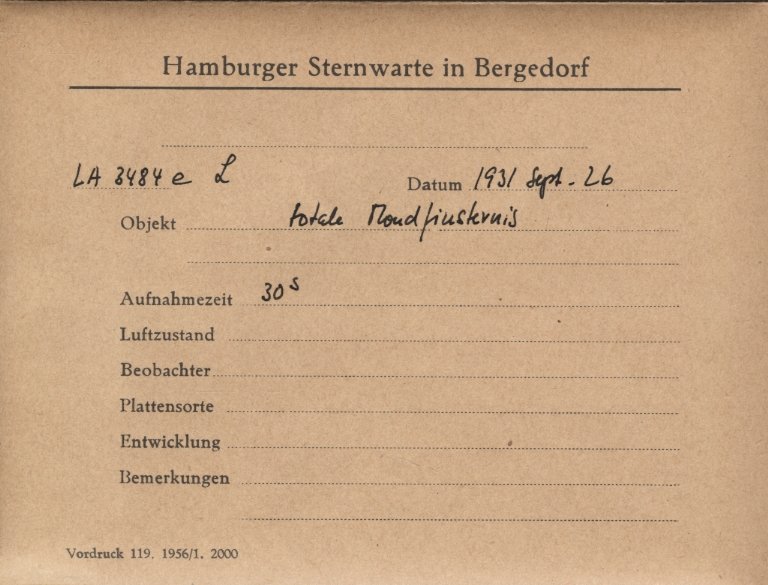 Hamburger Sternwarte in Bergedorf
LA 3484 e L Datum 1931 Sept. 26
Objekt totale Mondfinsternis
Aufnahmezeit 30s
Luftzustand
Beobachter
Plattensorte
Entwicklung
Bemerkungen
Vordruck 119. 1956/1. 2000